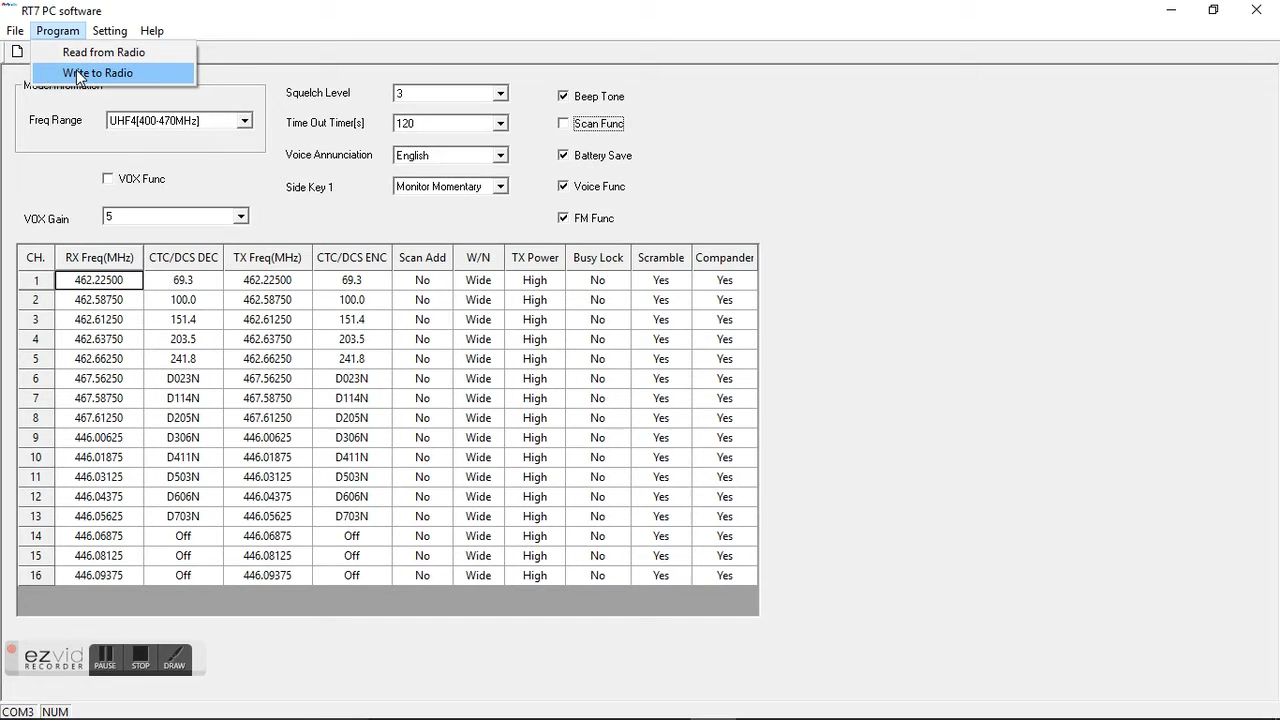 RT7 PC software
File Program Setting Help
Read from Radio
Write to Radio
Model Information
Freq Range UHF4[400-470MHz]
VOX Func
VOX Gain 5
Squelch Level 3
Time Out Timer[s] 120
Voice Annunciation English
Side Key 1 Monitor Momentary
Beep Tone
Scan Func
Battery Save
Voice Func
FM Func
CH. RX Freq(MHz) CTC/DCS DEC TX Freq(MHz) CTC/DCS ENC Scan Add W/N TX Power Busy Lock Scramble Compander
1 462.22500 69.3 462.22500 69.3 No Wide High No Yes Yes
2 462.58750 100.0 462.58750 100.0 No Wide High No Yes Yes
3 462.61250 151.4 462.61250 151.4 No Wide High No Yes Yes
4 462.63750 203.5 462.63750 203.5 No Wide High No Yes Yes
5 462.66250 241.8 462.66250 241.8 No Wide High No Yes Yes
6 467.56250 D023N 467.56250 D023N No Wide High No Yes Yes
7 467.58750 D114N 467.58750 D114N No Wide High No Yes Yes
8 467.61250 D205N 467.61250 D205N No Wide High No Yes Yes
9 446.00625 D306N 446.00625 D306N No Wide High No Yes Yes
10 446.01875 D411N 446.01875 D411N No Wide High No Yes Yes
11 446.03125 D503N 446.03125 D503N No Wide High No Yes Yes
12 446.04375 D606N 446.04375 D606N No Wide High No Yes Yes
13 446.05625 D703N 446.05625 D703N No Wide High No Yes Yes
14 446.06875 Off 446.06875 Off No Wide High No Yes Yes
15 446.08125 Off 446.08125 Off No Wide High No Yes Yes
16 446.09375 Off 446.09375 Off No Wide High No Yes Yes
ezvid
RECORDER
PAUSE STOP DRAW
COM3 NUM